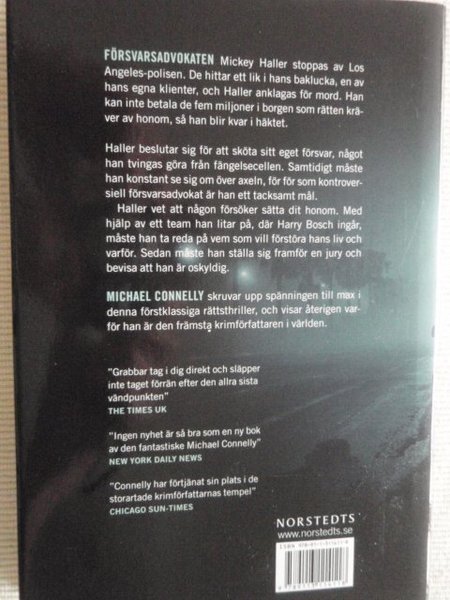 FÖRSVARSADVOKATEN Mickey Haller stoppas av Los
Angeles-polisen. De hittar ett lik i hans baklucka, en av
hans egna klienter, och Haller anklagas för mord. Han
kan inte betala de fem miljoner i borgen som rätten krä-
ver av honom, så han blir kvar i häktet.
Haller beslutar sig för att sköta sitt eget försvar, något
han tvingas göra från fängelsecellen. Samtidigt måste
han konstant se sig om över axeln, för för som kontrover-
siell försvarsadvokat är han ett tacksamt mål.
Haller vet att någon försöker sätta dit honom. Med
hjälp av ett team han litar på, där Harry Bosch ingår,
måste han ta reda på vem som vill förstöra hans liv och
varför. Sedan måste han ställa sig framför en jury och
bevisa att han är oskyldig.
MICHAEL CONNELLY skruvar upp spänningen till max i
denna förstklassiga rättsthriller, och visar återigen var-
för han är den främsta krimförfattaren i världen.
”Grabbar tag i dig direkt och släpper
inte taget förrän efter den allra sista
vändpunkten”
THE TIMES UK
”Ingen nyhet är så bra som en ny bok
av den fantastiske Michael Connelly”
NEW YORK DAILY NEWS
”Connelly har förtjänat sin plats i de
storartade krimförfattarnas tempel”
CHICAGO SUN-TIMES
NORSTEDTS
www.norstedts.se